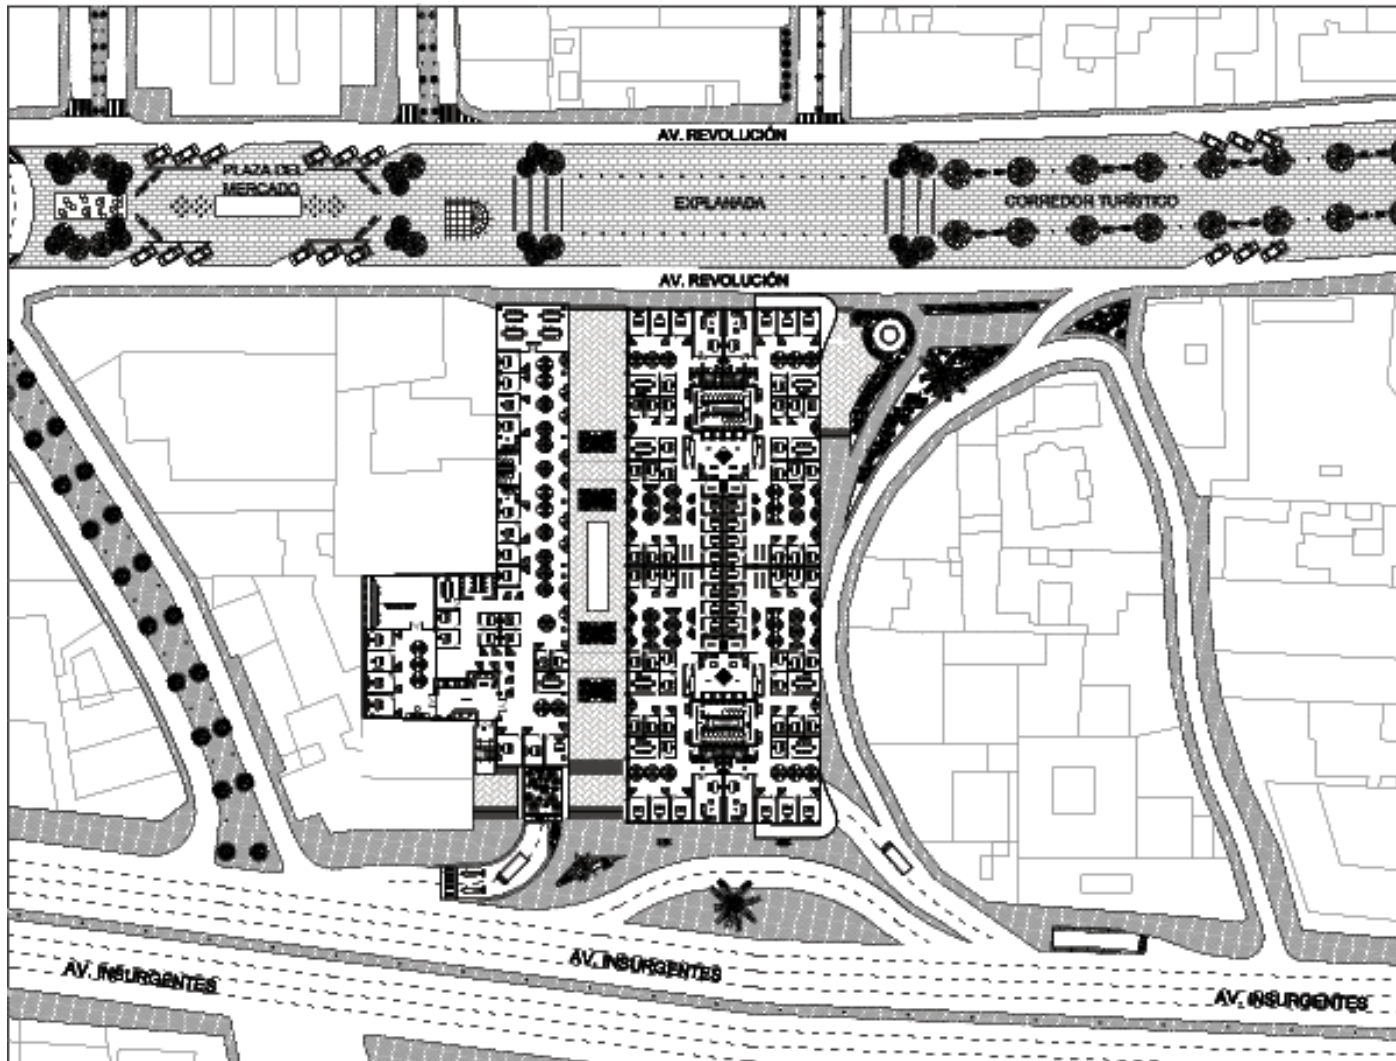 AV. REVOLUCIÓN
PLAZA DEL
MERCADO
EXPLANADA
CORREDOR TURÍSTICO
AV. REVOLUCIÓN
AV. INSURGENTES
AV. INSURGENTES
AV. INSURGENTES